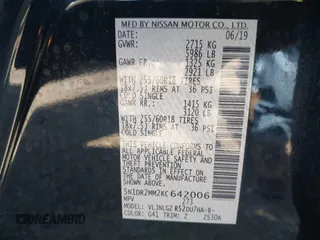 MFD BY NISSAN MOTOR CO., LTD.
06/19
GVWR: 2715 KG
5986 LB
GAWR FR.: 1325 KG
2921 LB
WITH 255/60R18 TIRES
18x7.5J RIMS AT 36 PSI
COLD SINGLE
GAWR RR.: 1415 KG
3120 LB
WITH 255/60R18 TIRES
18x7.5J RIMS AT 36 PSI
COLD SINGLE
THIS VEHICLE CONFORMS TO ALL
APPLICABLE FEDERAL MOTOR VEHICLE
SAFETY AND THEFT PREVENTION
STANDARDS IN EFFECT ON THE DATE OF
MANUFACTURE SHOWN ABOVE.
5N1DR2MM2KC642006
MPV 273
MODEL:
COLOR: G41 TRIM: Z
DREAMBID